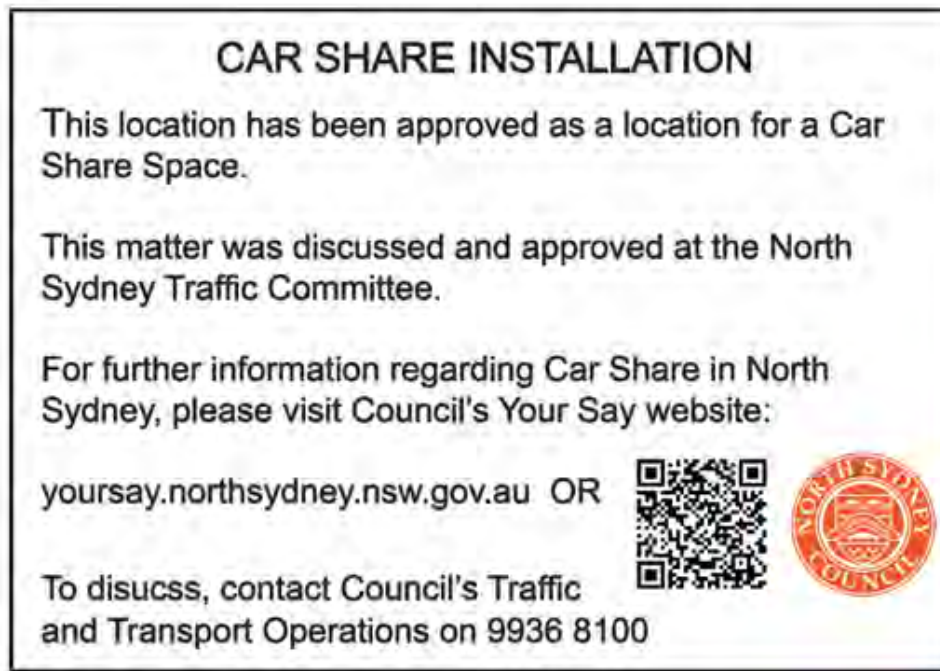 CAR SHARE INSTALLATION
This location has been approved as a location for a Car
Share Space.
This matter was discussed and approved at the North
Sydney Traffic Committee.
For further information regarding Car Share in North
Sydney, please visit Council's Your Say website:
yoursay.northsydney.nsw.gov.au OR
NORTH SYDNEY
COUNCIL
To disucss, contact Council's Traffic
and Transport Operations on 9936 8100